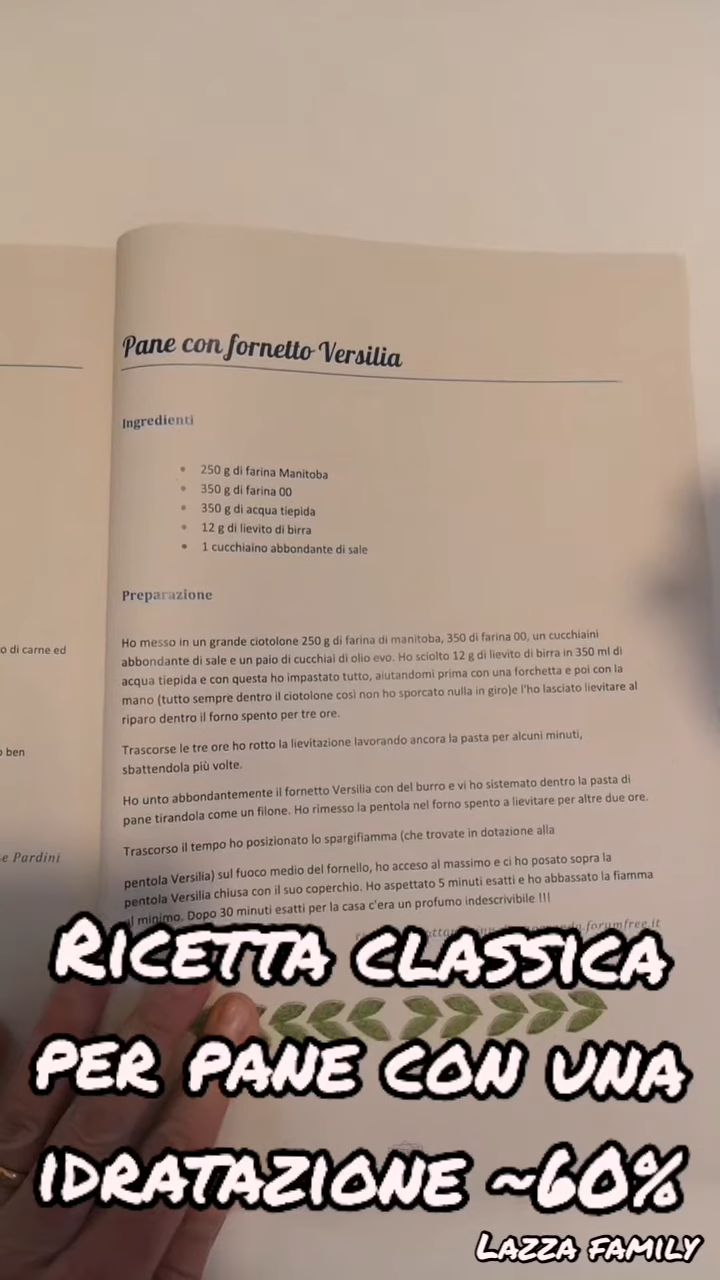 Pane con fornetto Versilia
Ingredienti
• 250 g di farina Manitoba
• 350 g di farina 00
• 350 g di acqua tiepida
• 12 g di lievito di birra
• 1 cucchiaino abbondante di sale
Preparazione
o di carne ed
Ho messo in un grande ciotolone 250 g di farina di manitoba, 350 di farina 00, un cucchiaini
abbondante di sale e un paio di cucchiai di olio evo. Ho sciolto 12 g di lievito di birra in 350 ml di
acqua tiepida e con questa ho impastato tutto, aiutandomi prima con una forchetta e poi con la
mano (tutto sempre dentro il ciotolone così non ho sporcato nulla in giro)e l'ho lasciato lievitare al
riparo dentro il forno spento per tre ore.
o ben
Trascorse le tre ore ho rotto la lievitazione lavorando ancora la pasta per alcuni minuti,
sbattendola più volte.
Ho unto abbondantemente il fornetto Versilia con del burro e vi ho sistemato dentro la pasta di
pane tirandola come un filone. Ho rimesso la pentola nel forno spento a lievitare per altre due ore.
e Pardini
Trascorso il tempo ho posizionato lo spargifiamma (che trovate in dotazione alla
pentola Versilia) sul fuoco medio del fornello, ho acceso al massimo e ci ho posato sopra la
pentola Versilia chiusa con il suo coperchio. Ho aspettato 5 minuti esatti e ho abbassato la fiamma
al minimo. Dopo 30 minuti esatti per la casa c'era un profumo indescrivibile !!!
forumfree.it
RICETTA CLASSICA
PER PANE CON UNA
IDRATAZIONE ~60%
LAZZA FAMILY